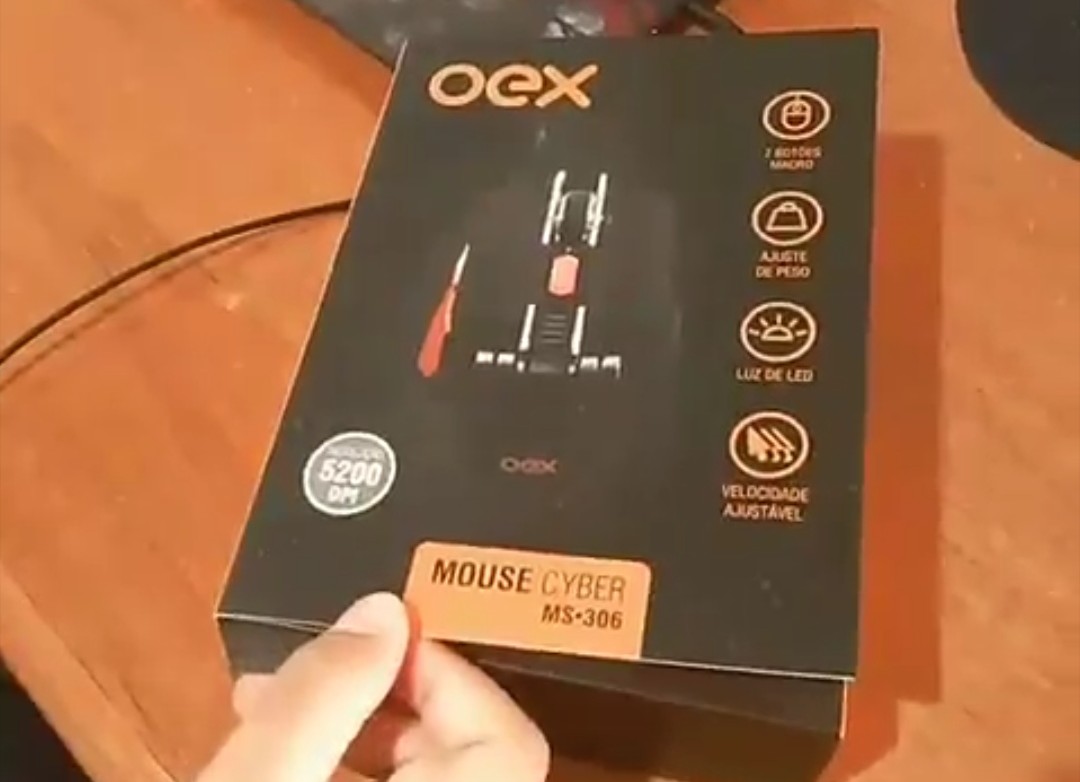 oex
7 BOTÕES
MACRO
AJUSTE
DE PESO
LUZ DE LED
VELOCIDADE
AJUSTÁVEL
5200
DPI
oex
MOUSE CYBER
MS•306